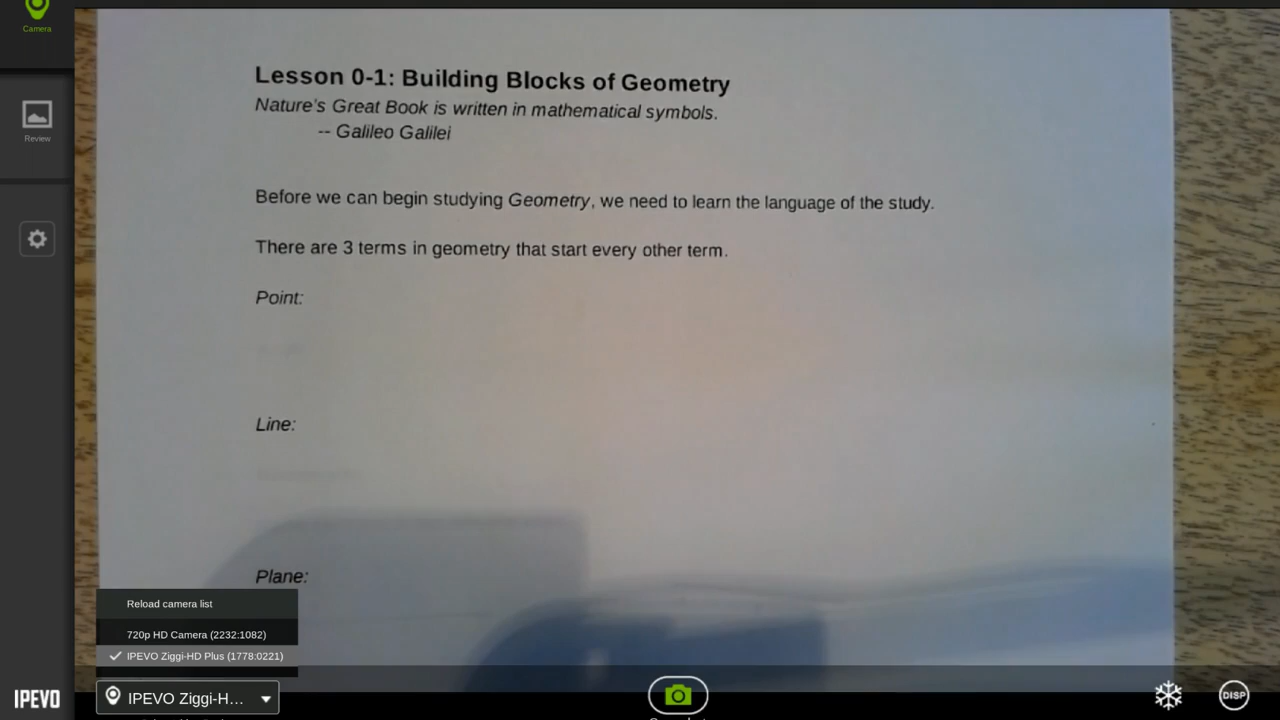 Camera
Review
Lesson 0-1: Building Blocks of Geometry
Nature's Great Book is written in mathematical symbols.
-- Galileo Galilei
Before we can begin studying Geometry, we need to learn the language of the study.
There are 3 terms in geometry that start every other term.
Point:
Line:
Plane:
Reload camera list
720p HD Camera (2232:1082)
IPEVO Ziggi-HD Plus (1778:0221)
IPEVO
IPEVO Ziggi-H...
DISP